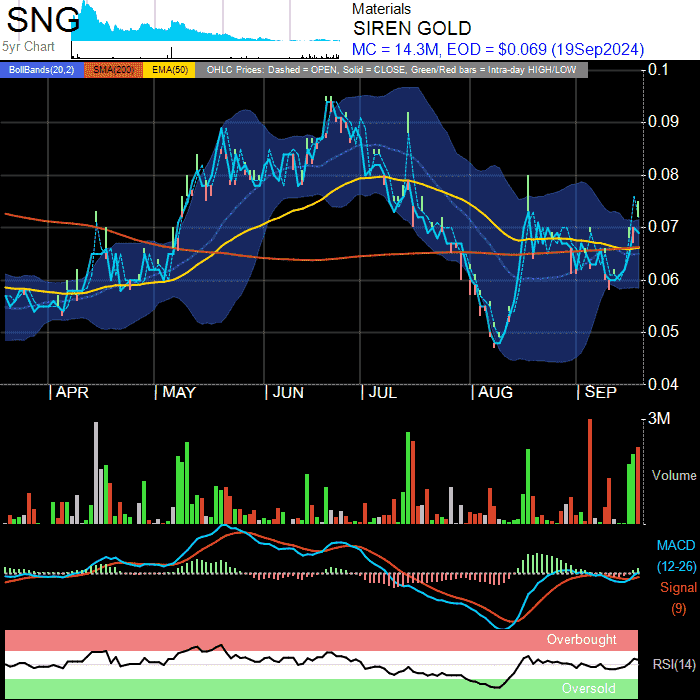 SNG
5yr Chart
Materials
SIREN GOLD
MC = 14.3M, EOD = $0.069 (19Sep2024)
BollBands(20,2) SMA(200) EMA(50) OHLC Prices: Dashed = OPEN, Solid = CLOSE, Green/Red bars = Intra-day HIGH/LOW
0.1
0.09
0.08
0.07
0.06
0.05
0.04
APR MAY JUN JUL AUG SEP
3M
Volume
MACD
(12-26)
Signal
(9)
Overbought
RSI(14)
Oversold